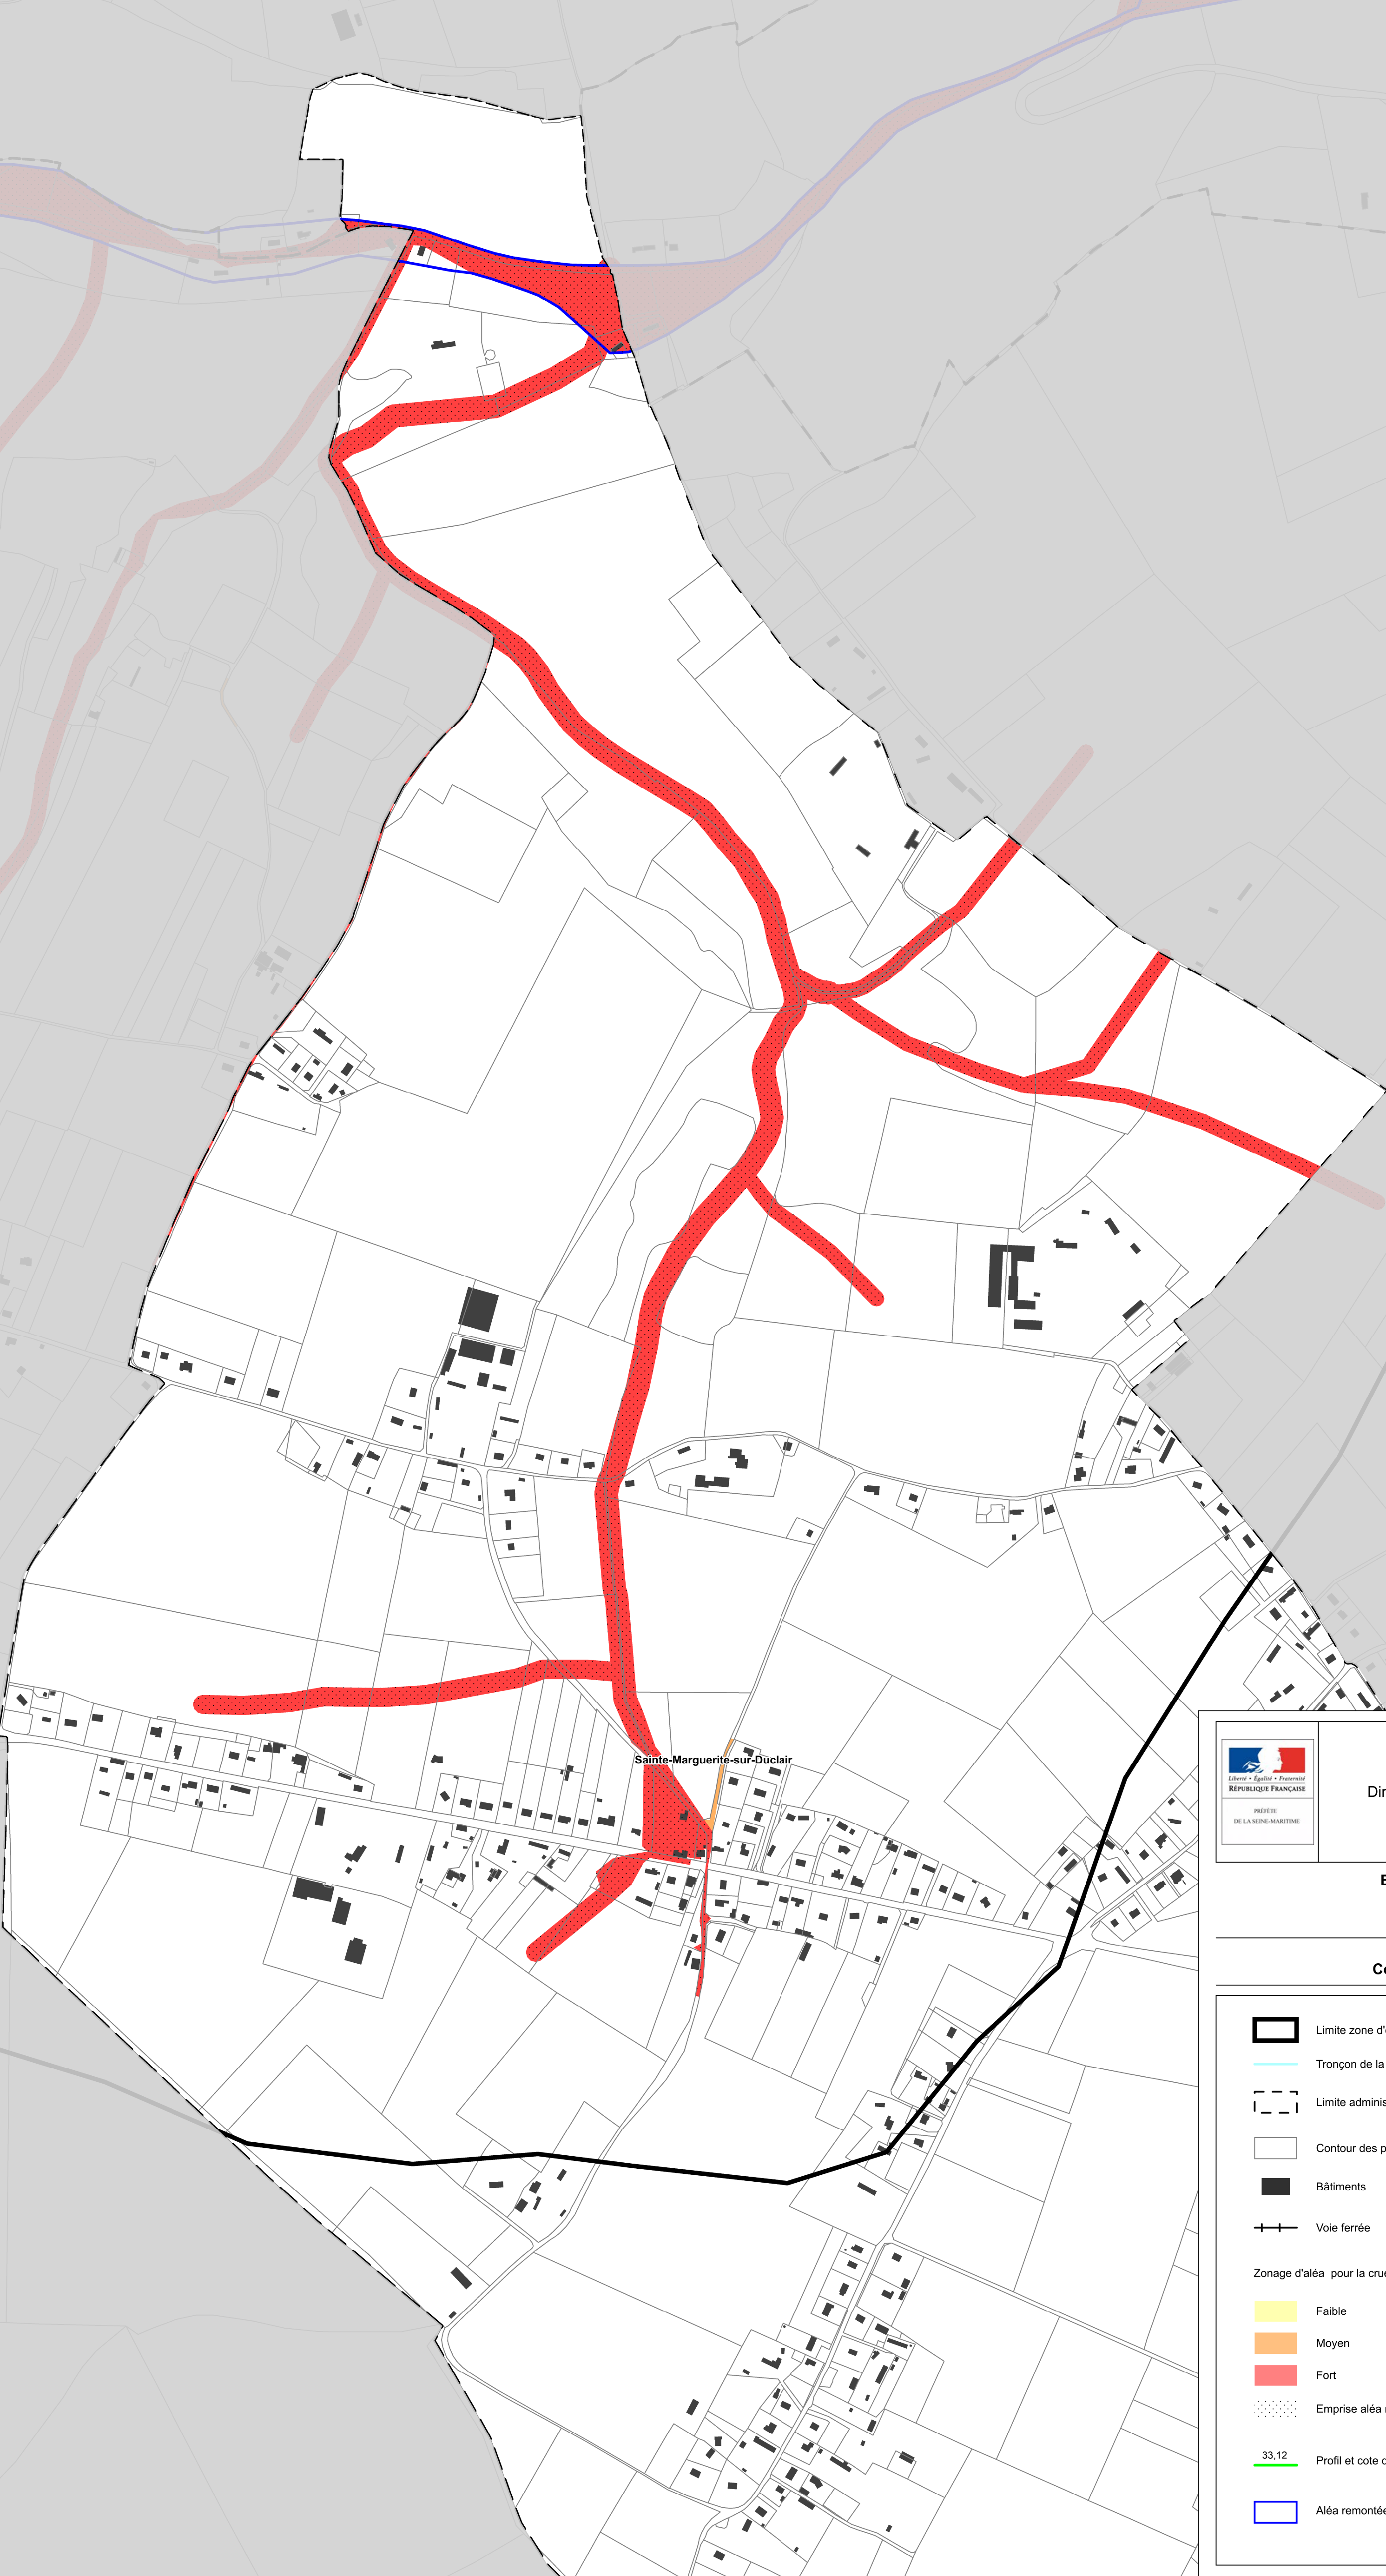 Sainte-Marguerite-sur-Duclair
Liberté • Égalité • Fraternité
RÉPUBLIQUE FRANÇAISE
PRÉFÈTE
DE LA SEINE-MARITIME
Dir
E
Co
Limite zone d'
Tronçon de la
Limite adminis
Contour des p
Bâtiments
Voie ferrée
Zonage d'aléa pour la crue
Faible
Moyen
Fort
Emprise aléa
33,12
Profil et cote
Aléa remontée